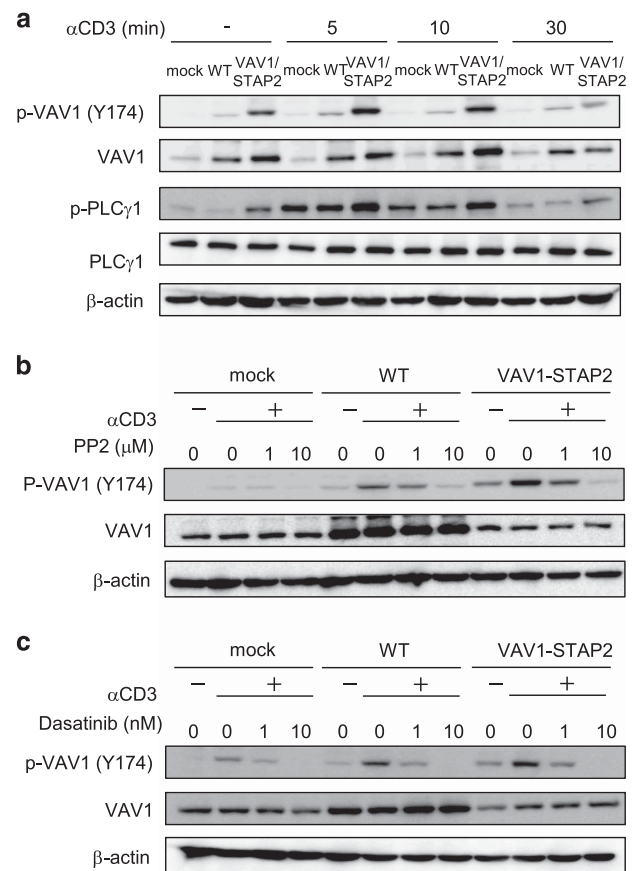 a
αCD3 (min) - 5 10 30
mock WT VAV1/STAP2 mock WT VAV1/STAP2 mock WT VAV1/STAP2 mock WT VAV1/STAP2
p-VAV1 (Y174)
VAV1
p-PLCγ1
PLCγ1
β-actin
b
mock WT VAV1-STAP2
αCD3 − + − + − +
PP2 (μM) 0 0 1 10 0 0 1 10 0 0 1 10
P-VAV1 (Y174)
VAV1
β-actin
c
mock WT VAV1-STAP2
αCD3 − + − + − +
Dasatinib (nM) 0 0 1 10 0 0 1 10 0 0 1 10
p-VAV1 (Y174)
VAV1
β-actin